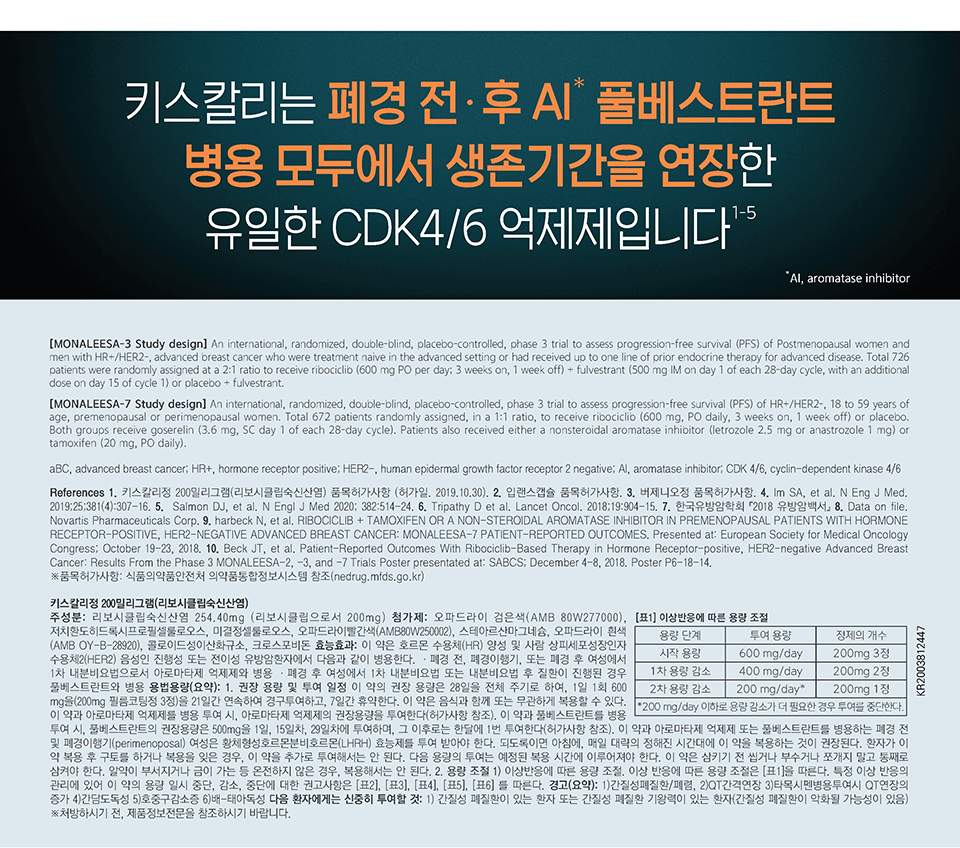 키스칼리는 폐경 전·후 AI* 풀베스트란트
병용 모두에서 생존기간을 연장한
유일한 CDK4/6 억제제입니다1-5
*AI, aromatase inhibitor
[MONALEESA-3 Study design] An international, randomized, double-blind, placebo-controlled, phase 3 trial to assess progression-free survival (PFS) of Postmenopausal women and
men with HR+/HER2-, advanced breast cancer who were treatment naive in the advanced setting or had received up to one line of prior endocrine therapy for advanced disease. Total 726
patients were randomly assigned at a 2:1 ratio to receive ribociclib (600 mg PO per day; 3 weeks on, 1 week off) + fulvestrant (500 mg IM on day 1 of each 28-day cycle, with an additional
dose on day 15 of cycle 1) or placebo + fulvestrant.
[MONALEESA-7 Study design] An international, randomized, double-blind, placebo-controlled, phase 3 trial to assess progression-free survival (PFS) of HR+/HER2-, 18 to 59 years of
age, premenopausal or perimenopausal women. Total 672 patients randomly assigned, in a 1:1 ratio, to receive ribociclib (600 mg, PO daily, 3 weeks on, 1 week off) or placebo.
Both groups receive goserelin (3.6 mg, SC day 1 of each 28-day cycle). Patients also received either a nonsteroidal aromatase inhibitor (letrozole 2.5 mg or anastrozole 1 mg) or
tamoxifen (20 mg, PO daily).
aBC, advanced breast cancer; HR+, hormone receptor positive; HER2-, human epidermal growth factor receptor 2 negative; AI, aromatase inhibitor; CDK 4/6, cyclin-dependent kinase 4/6
References 1. 키스칼리정 200밀리그램(리보시클립숙신산염) 품목허가사항 (허가일. 2019.10.30). 2. 입랜스캡슐 품목허가사항. 3. 버제니오정 품목허가사항. 4. Im SA, et al. N Eng J Med.
2019;25;381(4):307-16. 5. Salmon DJ, et al. N Engl J Med 2020; 382:514-24. 6. Tripathy D et al. Lancet Oncol. 2018;19:904-15. 7. 한국유방암학회 『2018 유방암백서』 8. Data on file.
Novartis Pharmaceuticals Corp. 9. harbeck N, et al. RIBOCICLIB + TAMOXIFEN OR A NON-STEROIDAL AROMATASE INHIBITOR IN PREMENOPAUSAL PATIENTS WITH HORMONE
RECEPTOR-POSITIVE, HER2-NEGATIVE ADVANCED BREAST CANCER: MONALEESA-7 PATIENT-REPORTED OUTCOMES. Presented at: European Society for Medical Oncology
Congress; October 19-23, 2018. 10. Beck JT, et al. Patient-Reported Outcomes With Ribociclib-Based Therapy in Hormone Receptor-positive, HER2-negative Advanced Breast
Cancer: Results From the Phase 3 MONALEESA-2, -3, and -7 Trials Poster presentated at: SABCS; December 4-8, 2018. Poster P6-18-14.
※품목허가사항: 식품의약품안전처 의약품통합정보시스템 참조(nedrug.mfds.go.kr)
키스칼리정 200밀리그램(리보시클립숙신산염)
주성분: 리보시클립숙신산염 254.40mg (리보시클립으로서 200mg) 첨가제: 오파드라이 검은색(AMB 80W277000),
저치환도히드록시프로필셀룰로오스, 미결정셀룰로오스, 오파드라이빨간색(AMB80W250002), 스테아르산마그네슘, 오파드라이 흰색
(AMB OY-B-28920), 콜로이드성이산화규소, 크로스포비돈 효능효과: 이 약은 호르몬 수용체(HR) 양성 및 사람 상피세포성장인자
수용체2(HER2) 음성인 진행성 또는 전이성 유방암환자에서 다음과 같이 병용한다. · 폐경 전, 폐경이행기, 또는 폐경 후 여성에서
1차 내분비요법으로서 아로마타제 억제제와 병용 · 폐경 후 여성에서 1차 내분비요법 또는 내분비요법 후 질환이 진행된 경우
풀베스트란트와 병용 용법용량(요약): 1. 권장 용량 및 투여 일정 이 약의 권장 용량은 28일을 전체 주기로 하여, 1일 1회 600
mg을(200mg 필름코팅정 3정)을 21일간 연속하여 경구투여하고, 7일간 휴약한다. 이 약은 음식과 함께 또는 무관하게 복용할 수 있다.
이 약과 아로마타제 억제제를 병용 투여 시, 아로마타제 억제제의 권장용량을 투여한다(허가사항 참조). 이 약과 풀베스트란트를 병용
투여 시, 풀베스트란트의 권장용량은 500mg을 1일, 15일차, 29일차에 투여하며, 그 이후로는 한달에 1번 투여한다(허가사항 참조). 이 약과 아로마타제 억제제 또는 풀베스트란트를 병용하는 폐경 전
및 폐경이행기(perimenoposal) 여성은 황체형성호르몬분비호르몬(LHRH) 효능제를 투여 받아야 한다. 되도록이면 아침에, 매일 대략의 정해진 시간대에 이 약을 복용하는 것이 권장된다. 환자가 이
약 복용 후 구토를 하거나 복용을 잊은 경우, 이 약을 추가로 투여해서는 안 된다. 다음 용량의 투여는 예정된 복용 시간에 이루어져야 한다. 이 약은 삼키기 전 씹거나 부수거나 쪼개지 말고 통째로
삼켜야 한다. 알약이 부서지거나 금이 가는 등 온전하지 않은 경우, 복용해서는 안 된다. 2. 용량 조절 1) 이상반응에 따른 용량 조절. 이상 반응에 따른 용량 조절은 [표1]을 따른다. 특정 이상 반응의
관리에 있어 이 약의 용량 일시 중단, 감소, 중단에 대한 권고사항은 [표2], [표3], [표4], [표5], [표6] 를 따른다. 경고(요약): 1)간질성폐질환/폐렴, 2)QT간격연장 3)타목시펜병용투여시 QT연장의
증가 4)간담도독성 5)호중구감소증 6)배-태아독성 다음 환자에게는 신중히 투여할 것: 1) 간질성 폐질환이 있는 환자 또는 간질성 폐질환 기왕력이 있는 환자(간질성 폐질환이 악화될 가능성이 있음)
※처방하시기 전, 제품정보전문을 참조하시기 바랍니다.
[표1] 이상반응에 따른 용량 조절
용량 단계 투여 용량 정제의 개수
시작 용량 600 mg/day 200mg 3정
1차 용량 감소 400 mg/day 200mg 2정
2차 용량 감소 200 mg/day* 200mg 1정
*200 mg/day 이하로 용량 감소가 더 필요한 경우 투여를 중단한다.
KR2003812447